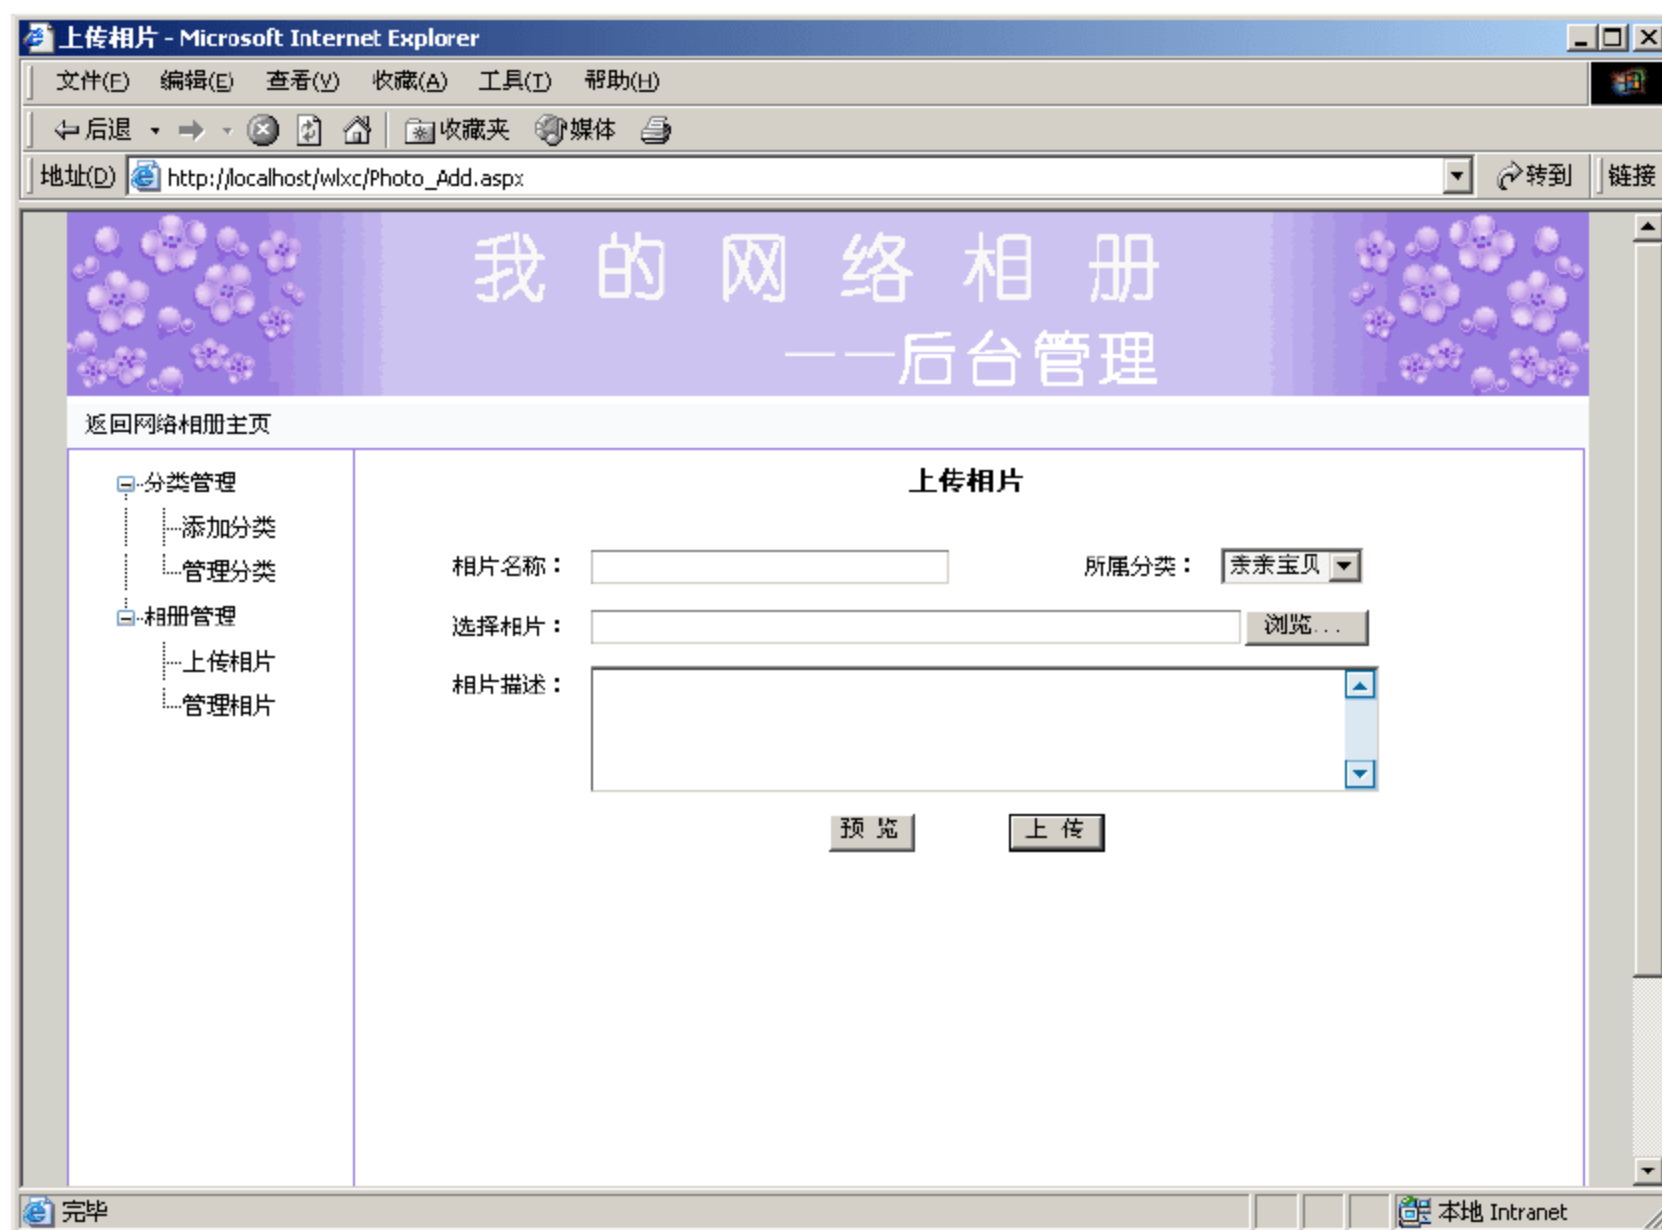 上传相片 - Microsoft Internet Explorer
文件(F) 编辑(E) 查看(V) 收藏(A) 工具(T) 帮助(H)
后退 收藏夹 媒体
地址(D) http://localhost/wlxc/Photo_Add.aspx 转到 链接
我的网络相册
——后台管理
返回网络相册主页
分类管理
添加分类
管理分类
相册管理
上传相片
管理相片
上传相片
相片名称： 所属分类： 亲亲宝贝
选择相片： 浏览...
相片描述：
预 览 上 传
完毕 本地 Intranet